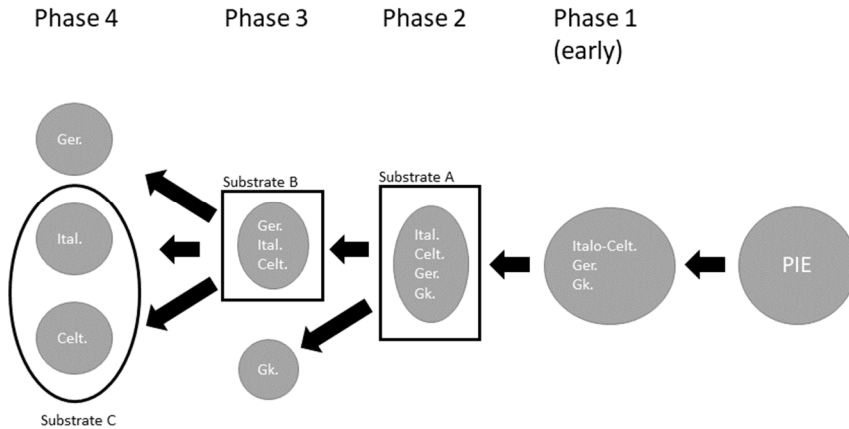 Phase 4
Phase 3
Phase 2
Phase 1
(early)
Ger.
Substrate B
Substrate A
Ital.
Ger.
Ital.
Celt.
Ital.
Celt.
Ger.
Gk.
Italo-Celt.
Ger.
Gk.
PIE
Celt.
Gk.
Substrate C